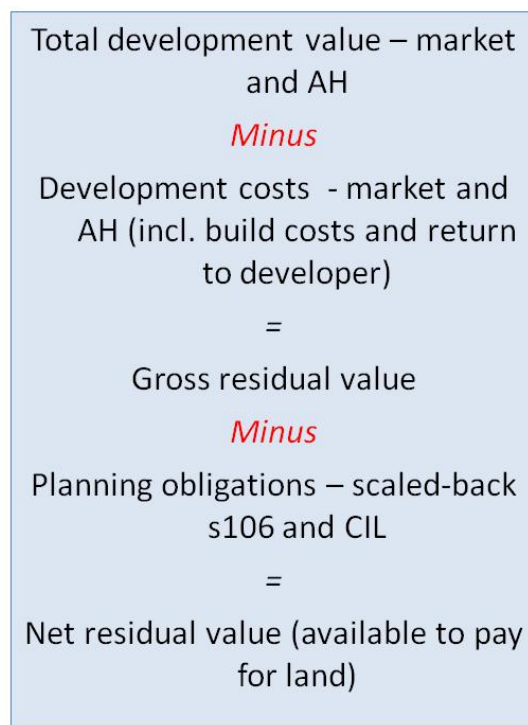 Total development value – market
and AH
Minus
Development costs - market and
AH (incl. build costs and return
to developer)
=
Gross residual value
Minus
Planning obligations – scaled-back
s106 and CIL
=
Net residual value (available to pay
for land)